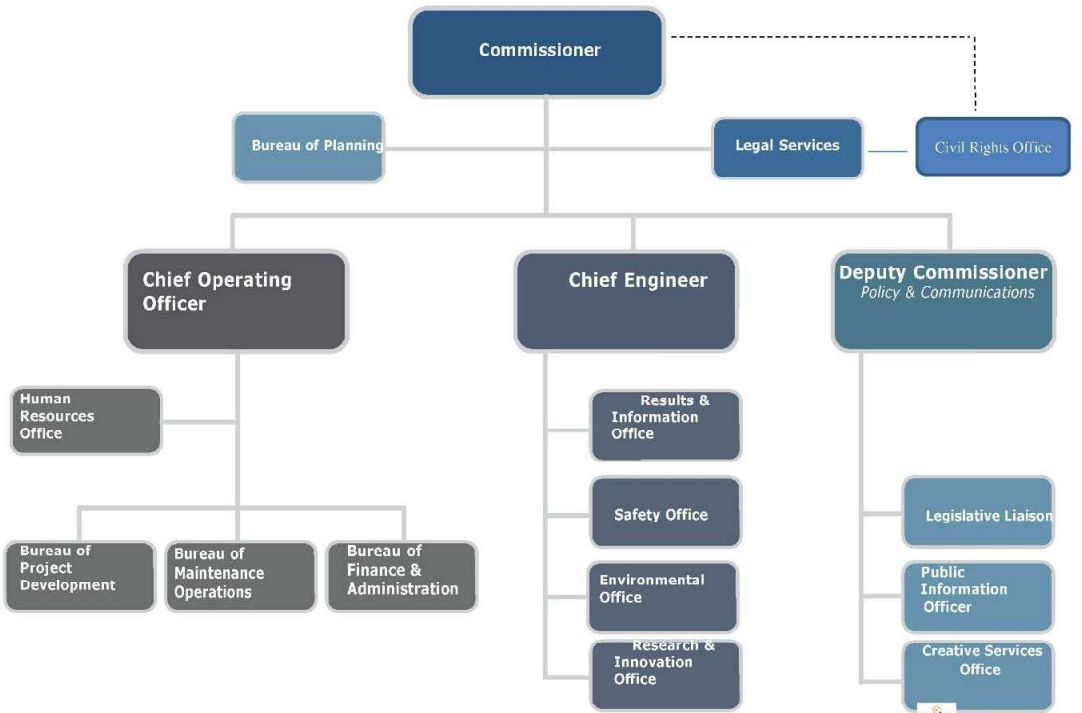 Commissioner
Bureau of Planning
Legal Services
Civil Rights Office
Chief Operating
Officer
Chief Engineer
Deputy Commissioner
Policy & Communications
Human
Resources
Office
Bureau of
Project
Development
Bureau of
Maintenance
Operations
Bureau of
Finance &
Administration
Results &
Information
Office
Safety Office
Environmental
Office
Research &
Innovation
Office
Legislative Liaison
Public
Information
Officer
Creative Services
Office